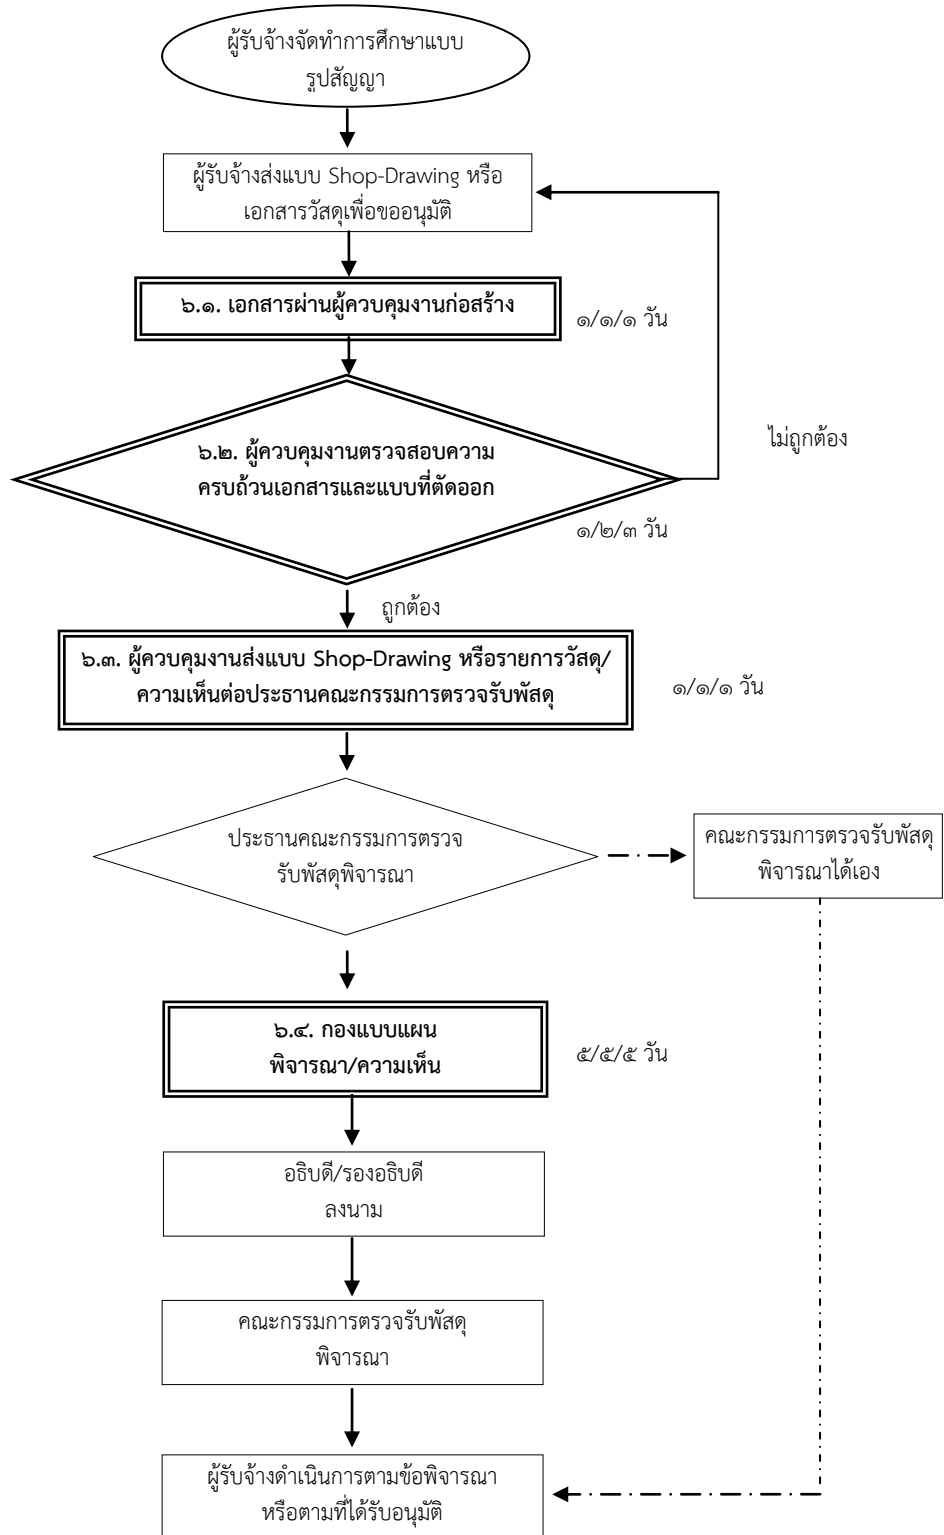 ผู้รับจ้างจัดทำการศึกษาแบบ
รูปสัญญา
ผู้รับจ้างส่งแบบ Shop-Drawing หรือ
เอกสารวัสดุเพื่อขออนุมัติ
๖.๑. เอกสารผ่านผู้ควบคุมงานก่อสร้าง
๑/๑/๑ วัน
ไม่ถูกต้อง
๖.๒. ผู้ควบคุมงานตรวจสอบความ
ครบถ้วนเอกสารและแบบที่ตัดออก
๑/๒/๓ วัน
ถูกต้อง
๖.๓. ผู้ควบคุมงานส่งแบบ Shop-Drawing หรือรายการวัสดุ/
ความเห็นต่อประธานคณะกรรมการตรวจรับพัสดุ
๑/๑/๑ วัน
ประธานคณะกรรมการตรวจ
รับพัสดุพิจารณา
คณะกรรมการตรวจรับพัสดุ
พิจารณาได้เอง
๖.๔. กองแบบแผน
พิจารณา/ความเห็น
๕/๕/๕ วัน
อธิบดี/รองอธิบดี
ลงนาม
คณะกรรมการตรวจรับพัสดุ
พิจารณา
ผู้รับจ้างดำเนินการตามข้อพิจารณา
หรือตามที่ได้รับอนุมัติ